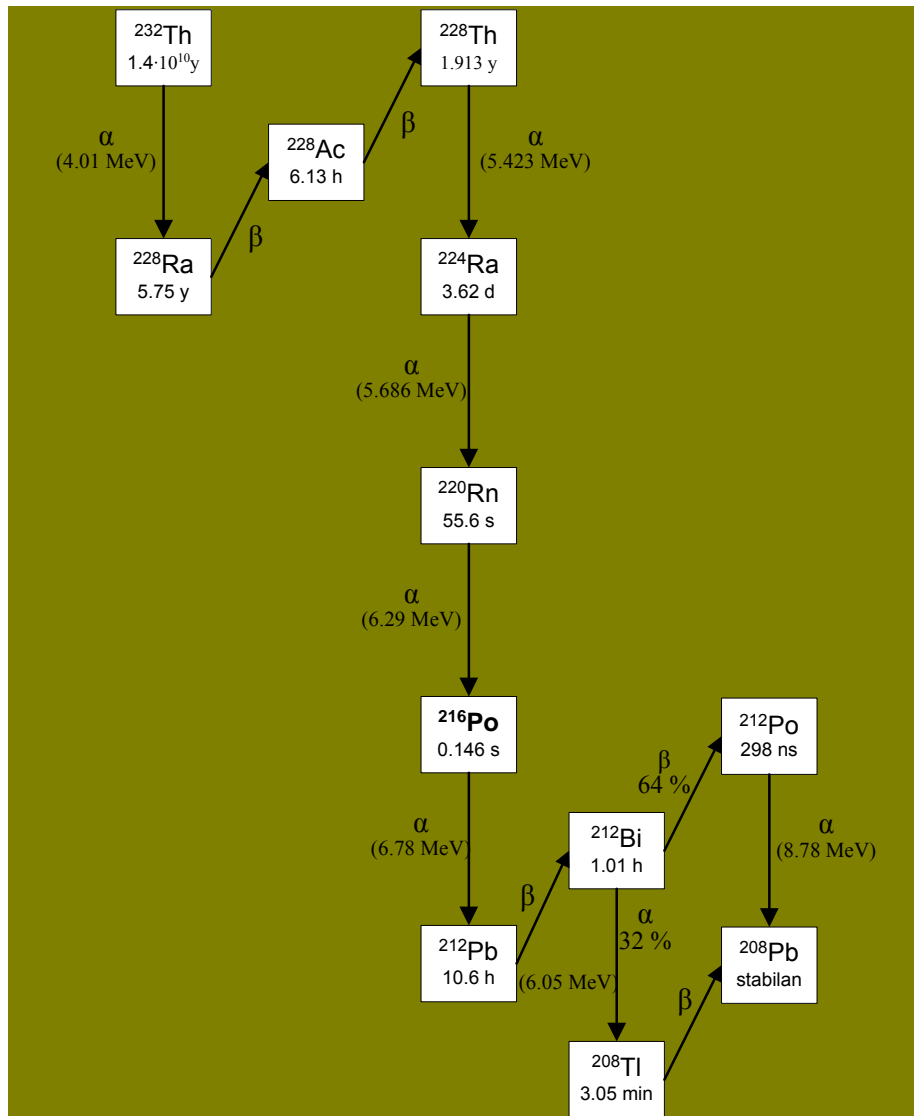 ²³²Th
1.4·10¹⁰y
²²⁸Th
1.913 y
α
(4.01 MeV)
²²⁸Ac
6.13 h
β
α
(5.423 MeV)
β
²²⁸Ra
5.75 y
²²⁴Ra
3.62 d
α
(5.686 MeV)
²²⁰Rn
55.6 s
α
(6.29 MeV)
²¹⁶Po
0.146 s
²¹²Po
298 ns
β
64 %
α
(6.78 MeV)
²¹²Bi
1.01 h
α
(8.78 MeV)
β
α
32 %
(6.05 MeV)
²¹²Pb
10.6 h
²⁰⁸Pb
stabilan
β
²⁰⁸Tl
3.05 min